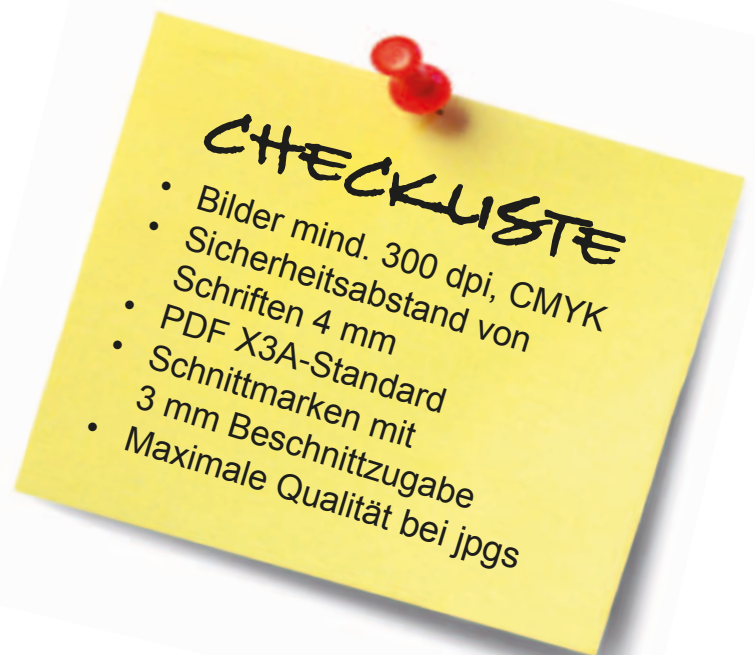 CHECKLISTE
• Bilder mind. 300 dpi, CMYK
• Sicherheitsabstand von
Schriften 4 mm
• PDF X3A-Standard
• Schnittmarken mit
3 mm Beschnittzugabe
• Maximale Qualität bei jpgs